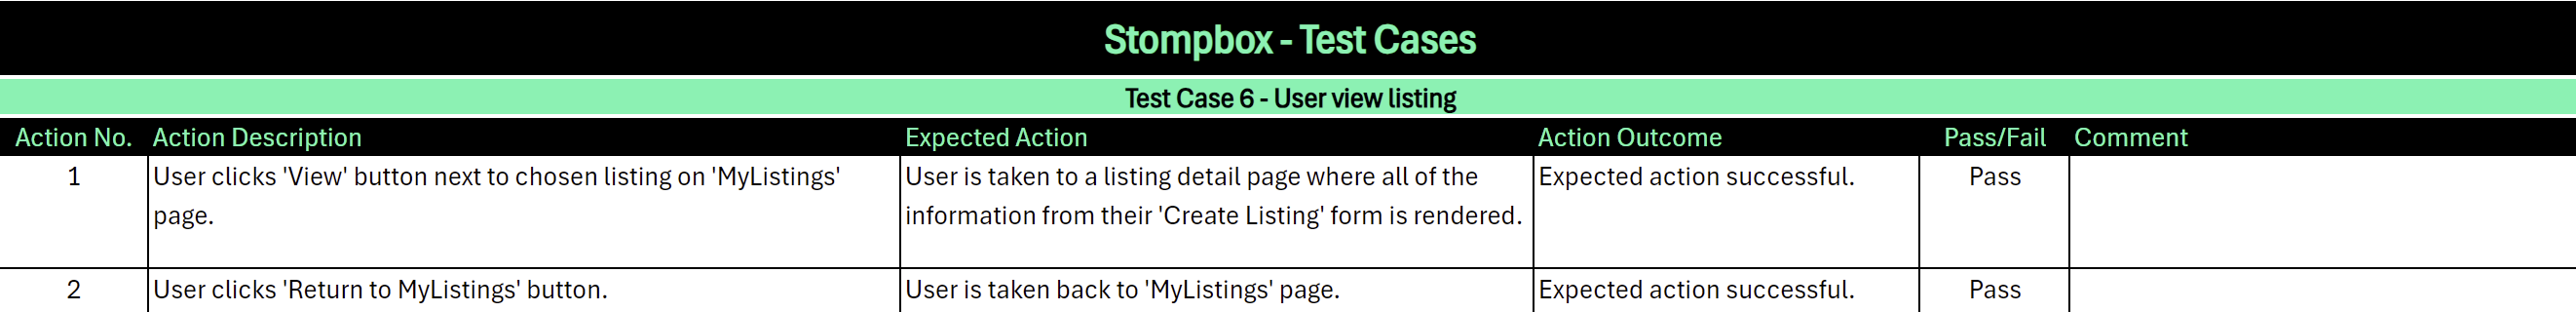 Stompbox - Test Cases
Test Case 6 - User view listing
Action No. Action Description Expected Action Action Outcome Pass/Fail Comment
1 User clicks 'View' button next to chosen listing on 'MyListings' User is taken to a listing detail page where all of the Expected action successful. Pass
page. information from their 'Create Listing' form is rendered.
2 User clicks 'Return to MyListings' button. User is taken back to 'MyListings' page. Expected action successful. Pass